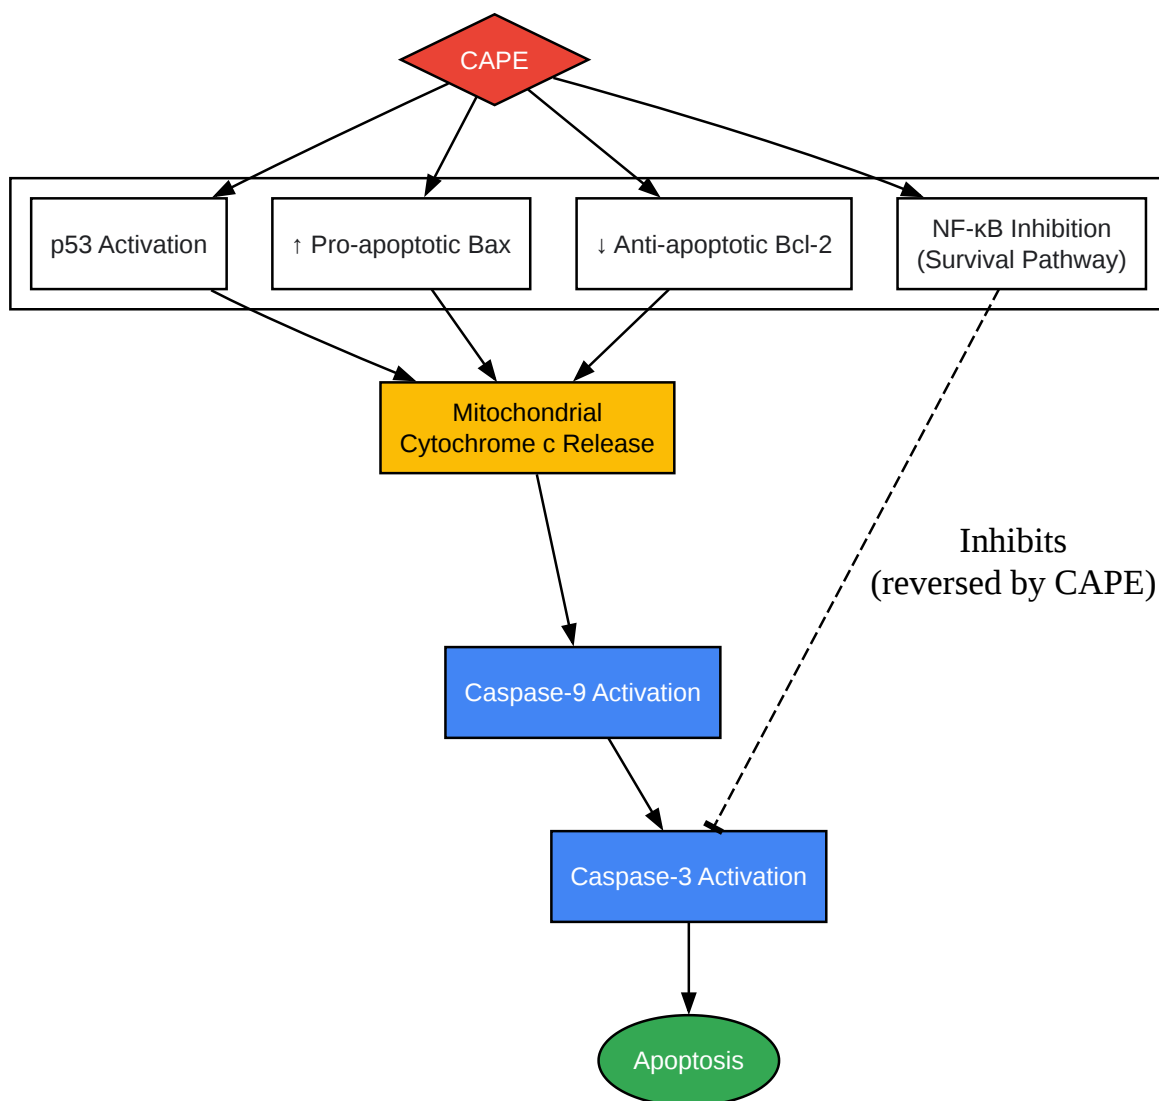 CAPE
p53 Activation
↑ Pro-apoptotic Bax
↓ Anti-apoptotic Bcl-2
NF-κB Inhibition
(Survival Pathway)
Mitochondrial
Cytochrome c Release
Inhibits
(reversed by CAPE)
Caspase-9 Activation
Caspase-3 Activation
Apoptosis